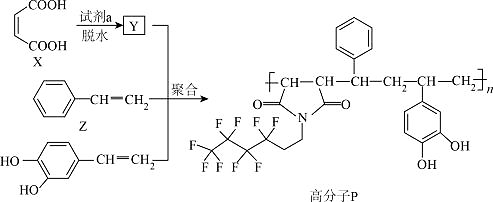 COOH
COOH
X
试剂a
脱水
Y
CH=CH₂
Z
HO
HO
CH=CH₂
聚合
[CH—CH—CH CH₂ CH—CH₂]n
O N O
F F F F
F
F F F F
OH
OH
高分子P